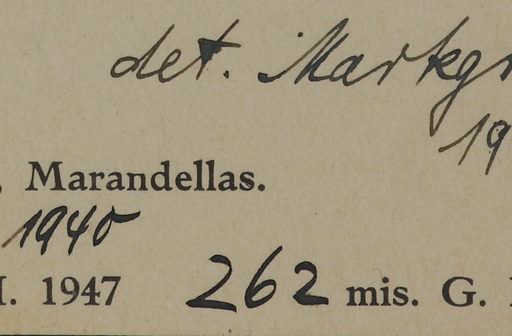 det. Markgr
19
, Marandellas.
1940
I. 1947 262 mis. G.